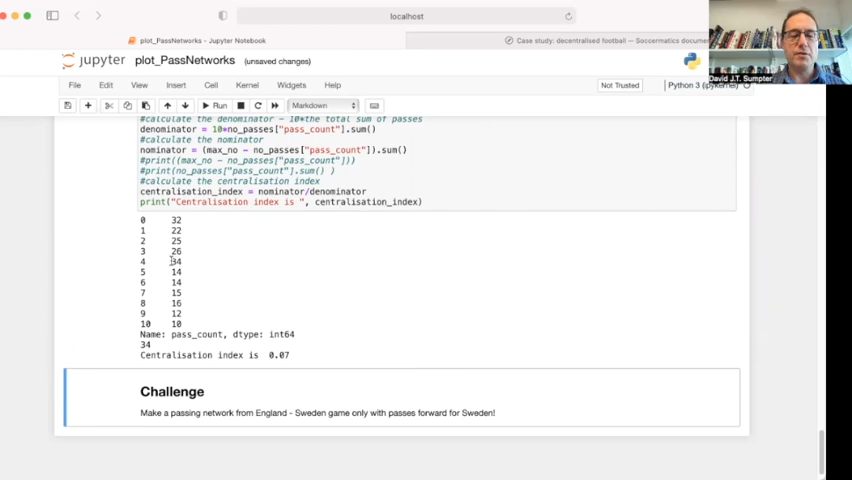 localhost
plot_PassNetworks - Jupyter Notebook
Case study: decentralised football — Soccermatics docume
David J.T. Sumpter
jupyter plot_PassNetworks (unsaved changes)
File Edit View Insert Cell Kernel Widgets Help
Not Trusted
Python 3 (ipykernel)
Run
Markdown
#calculate the denominator - 10*the total sum of passes
denominator = 10*no_passes["pass_count"].sum()
#calculate the nominator
nominator = (max_no - no_passes["pass_count"]).sum()
#print((max_no - no_passes["pass_count"]))
#print(no_passes["pass_count"].sum() )
#calculate the centralisation index
centralisation_index = nominator/denominator
print("Centralisation index is ", centralisation_index)
0 32
1 22
2 25
3 26
4 34
5 14
6 14
7 15
8 16
9 12
10 10
Name: pass_count, dtype: int64
34
Centralisation index is  0.07
Challenge
Make a passing network from England - Sweden game only with passes forward for Sweden!